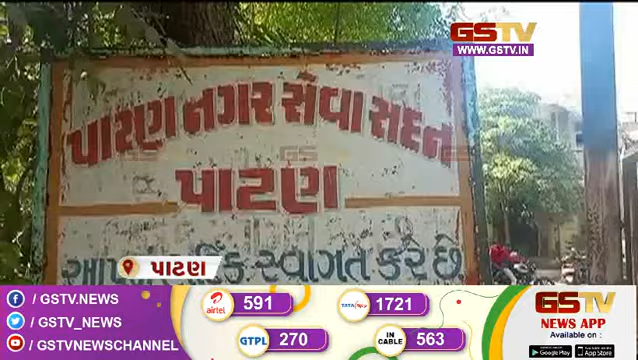 GSTV
WWW.GSTV.IN
પાટણ નગર સેવા સદન
પાટણ
સ્વાગત કરે છે
પાટણ
/ GSTV.NEWS
/ GSTV_NEWS
/ GSTVNEWSCHANNEL
airtel 591
TATA 1721
GTPL 270
IN CABLE 563
GSTV
NEWS APP
Available on :
Google Play
App Store